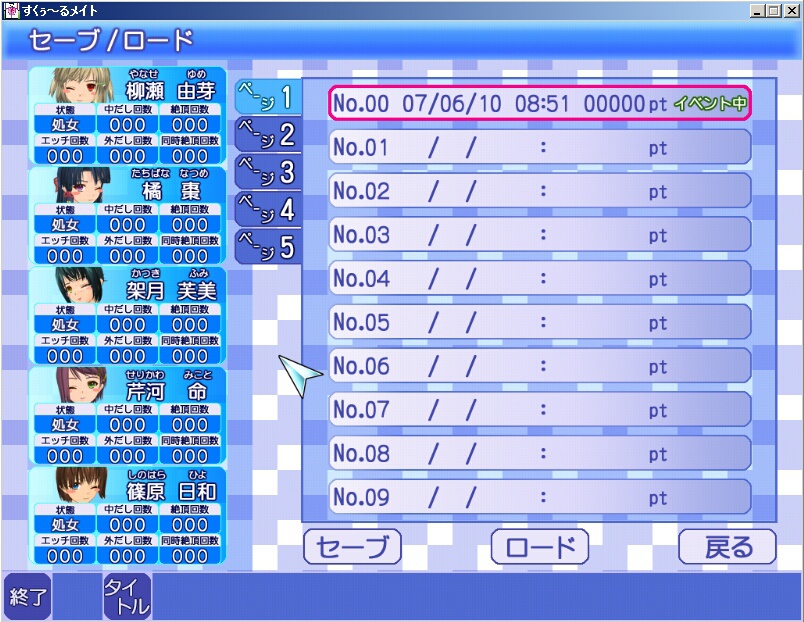 すくぅ～るメイト
セーブ/ロード
やなせ ゆめ
柳瀬 由芽
状態 中だし回数 絶頂回数
処女 000 000
エッチ回数 外だし回数 同時絶頂回数
000 000 000
たちばな なつめ
橘 棗
状態 中だし回数 絶頂回数
処女 000 000
エッチ回数 外だし回数 同時絶頂回数
000 000 000
かつき ふみ
架月 芙美
状態 中だし回数 絶頂回数
処女 000 000
エッチ回数 外だし回数 同時絶頂回数
000 000 000
せりかわ みこと
芹河 命
状態 中だし回数 絶頂回数
処女 000 000
エッチ回数 外だし回数 同時絶頂回数
000 000 000
しのはら ひよ
篠原 日和
状態 中だし回数 絶頂回数
処女 000 000
エッチ回数 外だし回数 同時絶頂回数
000 000 000
ページ 1
ページ 2
ページ 3
ページ 4
ページ 5
No.00 07/06/10 08:51 00000 pt イベント中
No.01 / / : pt
No.02 / / : pt
No.03 / / : pt
No.04 / / : pt
No.05 / / : pt
No.06 / / : pt
No.07 / / : pt
No.08 / / : pt
No.09 / / : pt
セーブ ロード 戻る
終了 タイトル